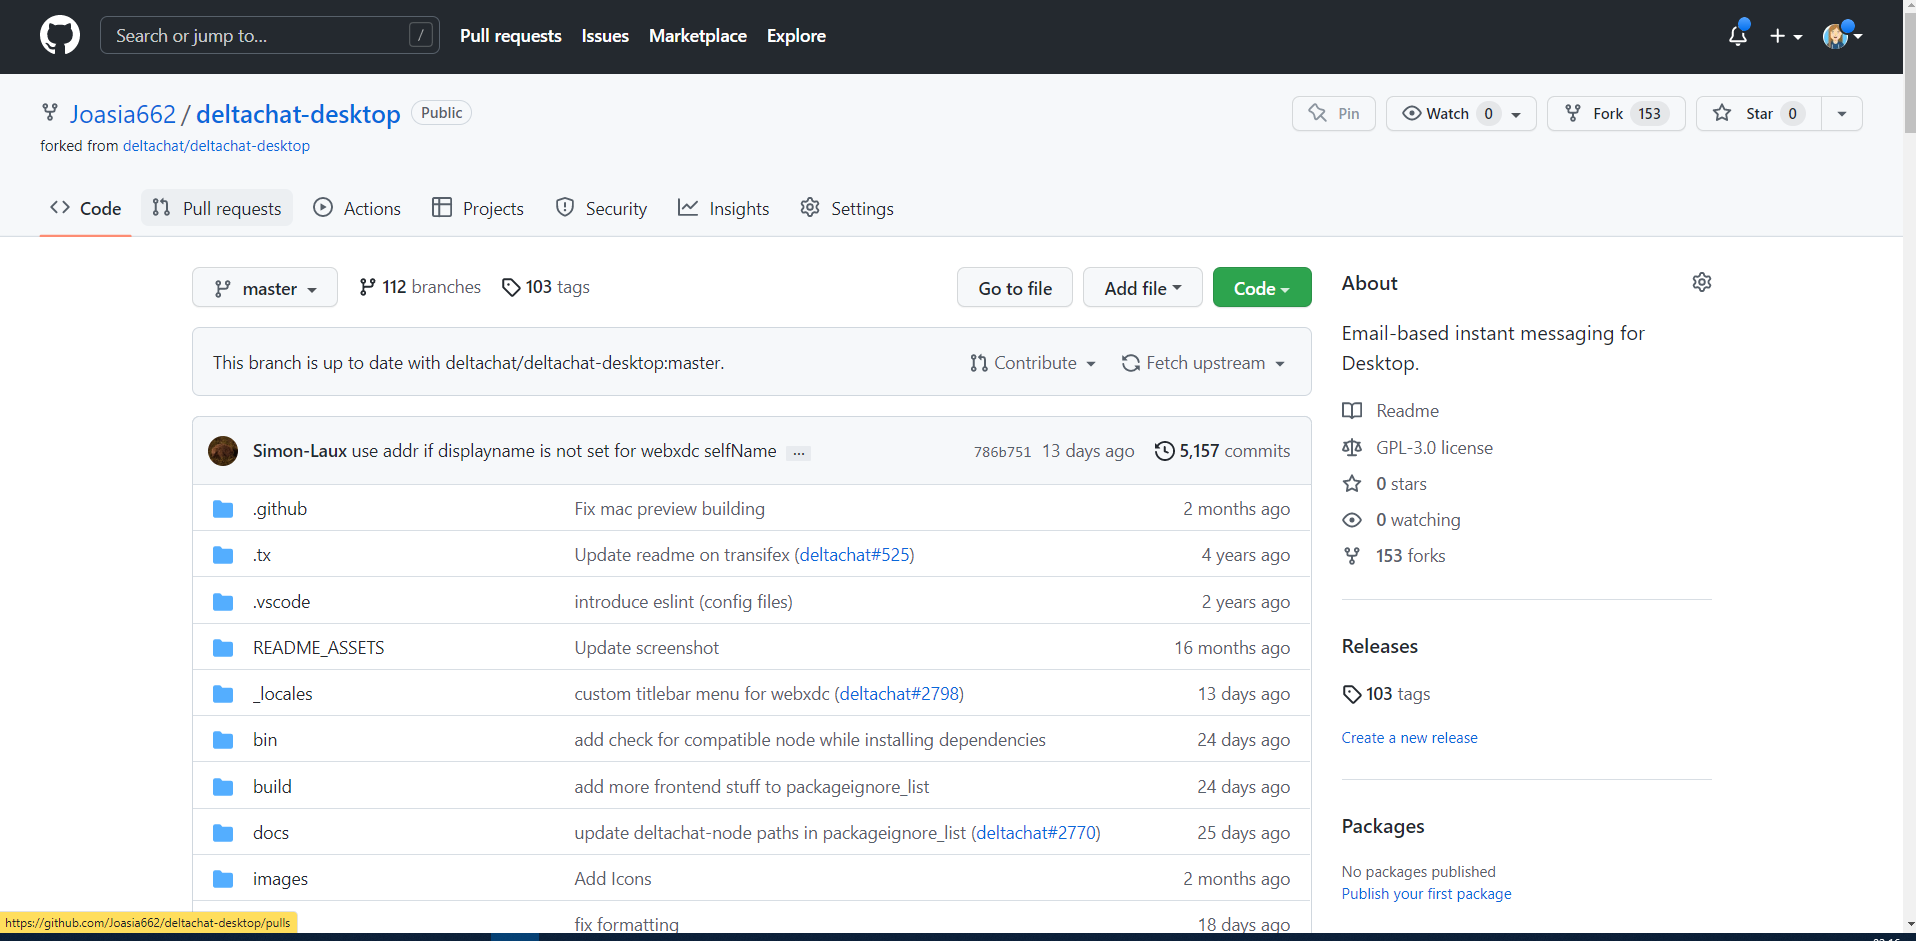 Search or jump to... /
Pull requests Issues Marketplace Explore
Joasia662 / deltachat-desktop Public
forked from deltachat/deltachat-desktop
Pin Watch 0 Fork 153 Star 0
Code Pull requests Actions Projects Security Insights Settings
master 112 branches 103 tags Go to file Add file Code
This branch is up to date with deltachat/deltachat-desktop:master. Contribute Fetch upstream
Simon-Laux use addr if displayname is not set for webxdc selfName ... 786b751 13 days ago 5,157 commits
.github Fix mac preview building 2 months ago
.tx Update readme on transifex (deltachat#525) 4 years ago
.vscode introduce eslint (config files) 2 years ago
README_ASSETS Update screenshot 16 months ago
_locales custom titlebar menu for webxdc (deltachat#2798) 13 days ago
bin add check for compatible node while installing dependencies 24 days ago
build add more frontend stuff to packageignore_list 24 days ago
docs update deltachat-node paths in packageignore_list (deltachat#2770) 25 days ago
images Add Icons 2 months ago
fix formatting 18 days ago
About
Email-based instant messaging for
Desktop.
Readme
GPL-3.0 license
0 stars
0 watching
153 forks
Releases
103 tags
Create a new release
Packages
No packages published
Publish your first package
https://github.com/Joasia662/deltachat-desktop/pulls